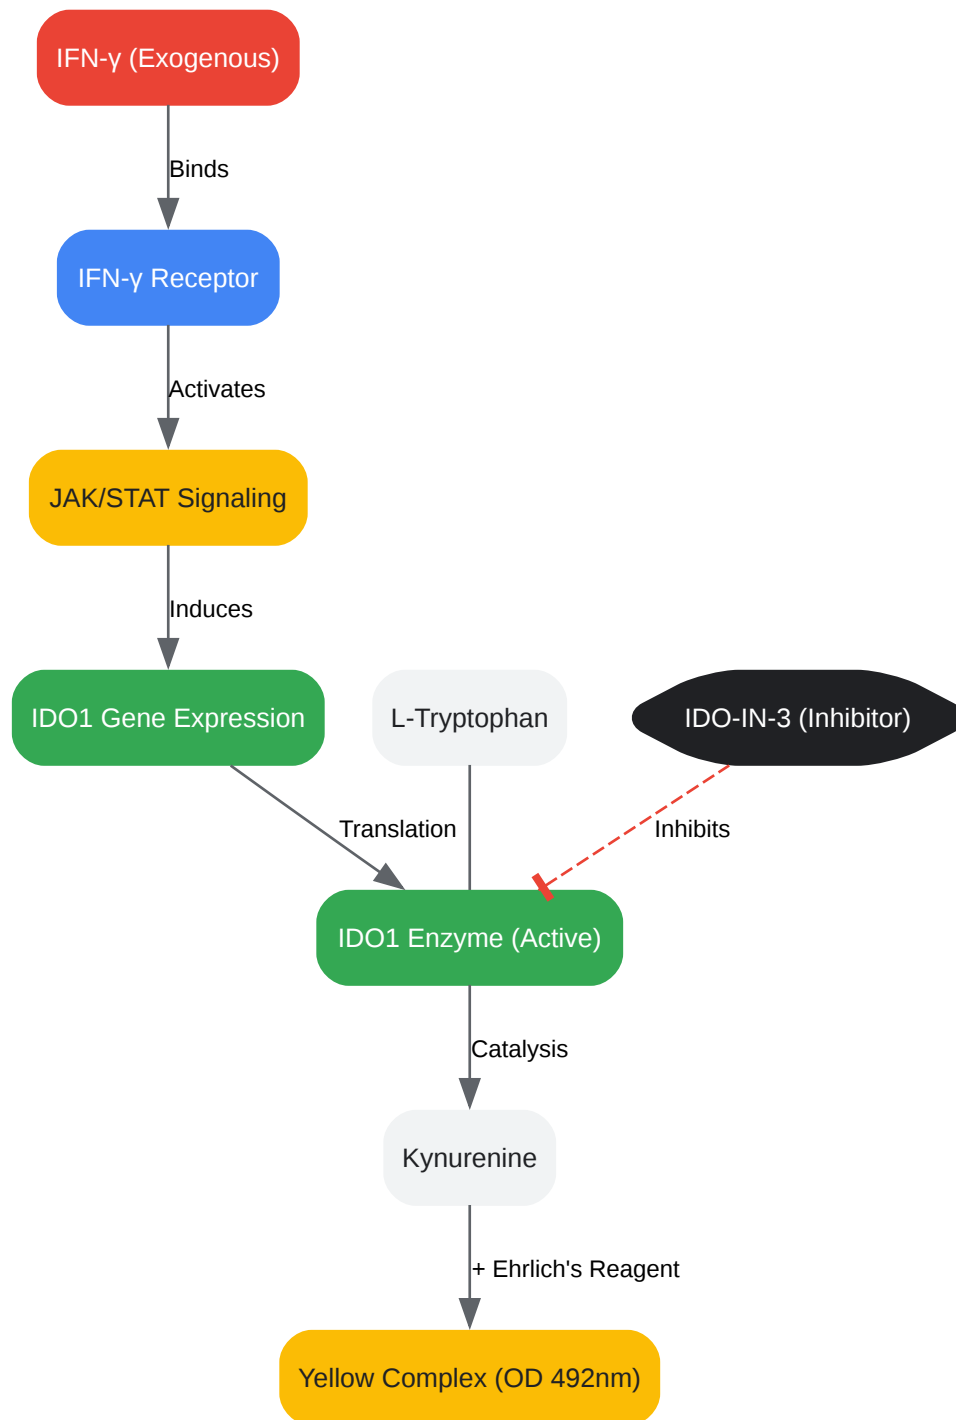 IFN-γ (Exogenous)
Binds
IFN-γ Receptor
Activates
JAK/STAT Signaling
Induces
IDO1 Gene Expression
L-Tryptophan
IDO-IN-3 (Inhibitor)
Translation
Inhibits
IDO1 Enzyme (Active)
Catalysis
Kynurenine
+ Ehrlich's Reagent
Yellow Complex (OD 492nm)